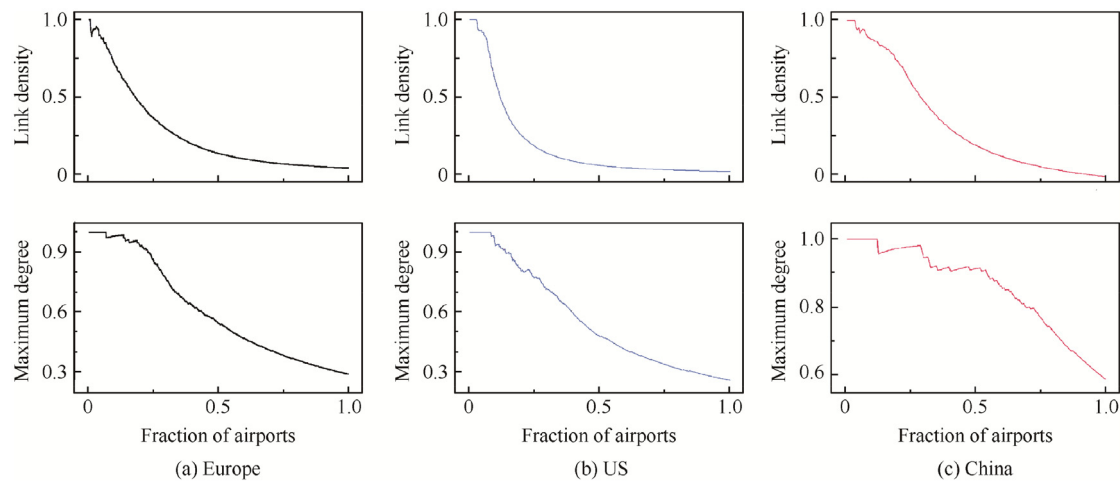 Link density
1.0
0.5
0
Link density
1.0
0.5
0
Link density
1.0
0.5
0
Maximum degree
0.9
0.6
0.3
0 0.5 1.0
Fraction of airports
(a) Europe
Maximum degree
0.9
0.6
0.3
0 0.5 1.0
Fraction of airports
(b) US
Maximum degree
1.0
0.8
0.6
0 0.5 1.0
Fraction of airports
(c) China